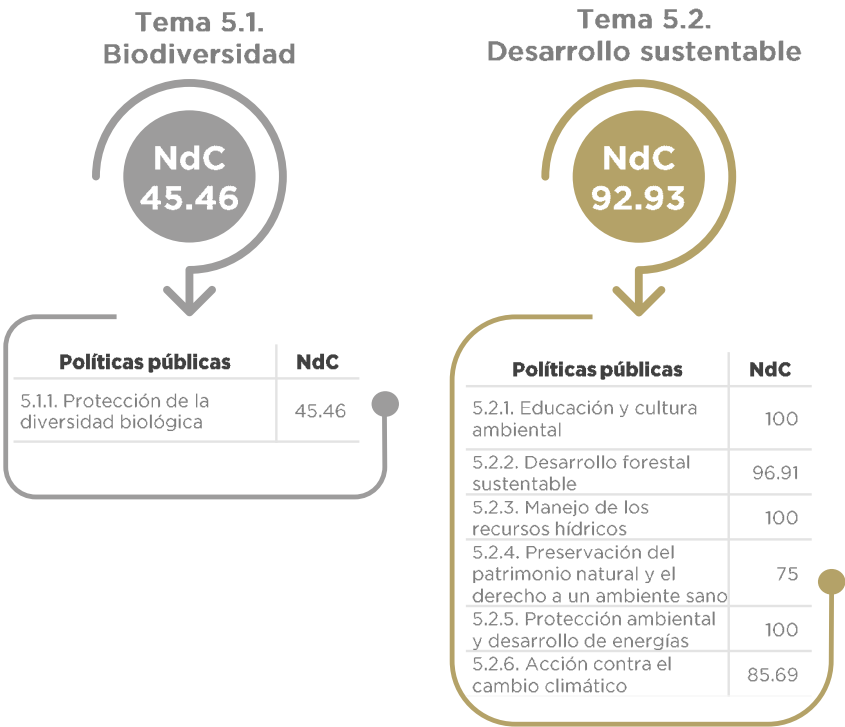 Tema 5.1.
Biodiversidad
NdC
45.46
Políticas públicas NdC
5.1.1. Protección de la
diversidad biológica
45.46
Tema 5.2.
Desarrollo sustentable
NdC
92.93
Políticas públicas NdC
5.2.1. Educación y cultura
ambiental
100
5.2.2. Desarrollo forestal
sustentable
96.91
5.2.3. Manejo de los
recursos hídricos
100
5.2.4. Preservación del
patrimonio natural y el
derecho a un ambiente sano
75
5.2.5. Protección ambiental
y desarrollo de energías
100
5.2.6. Acción contra el
cambio climático
85.69